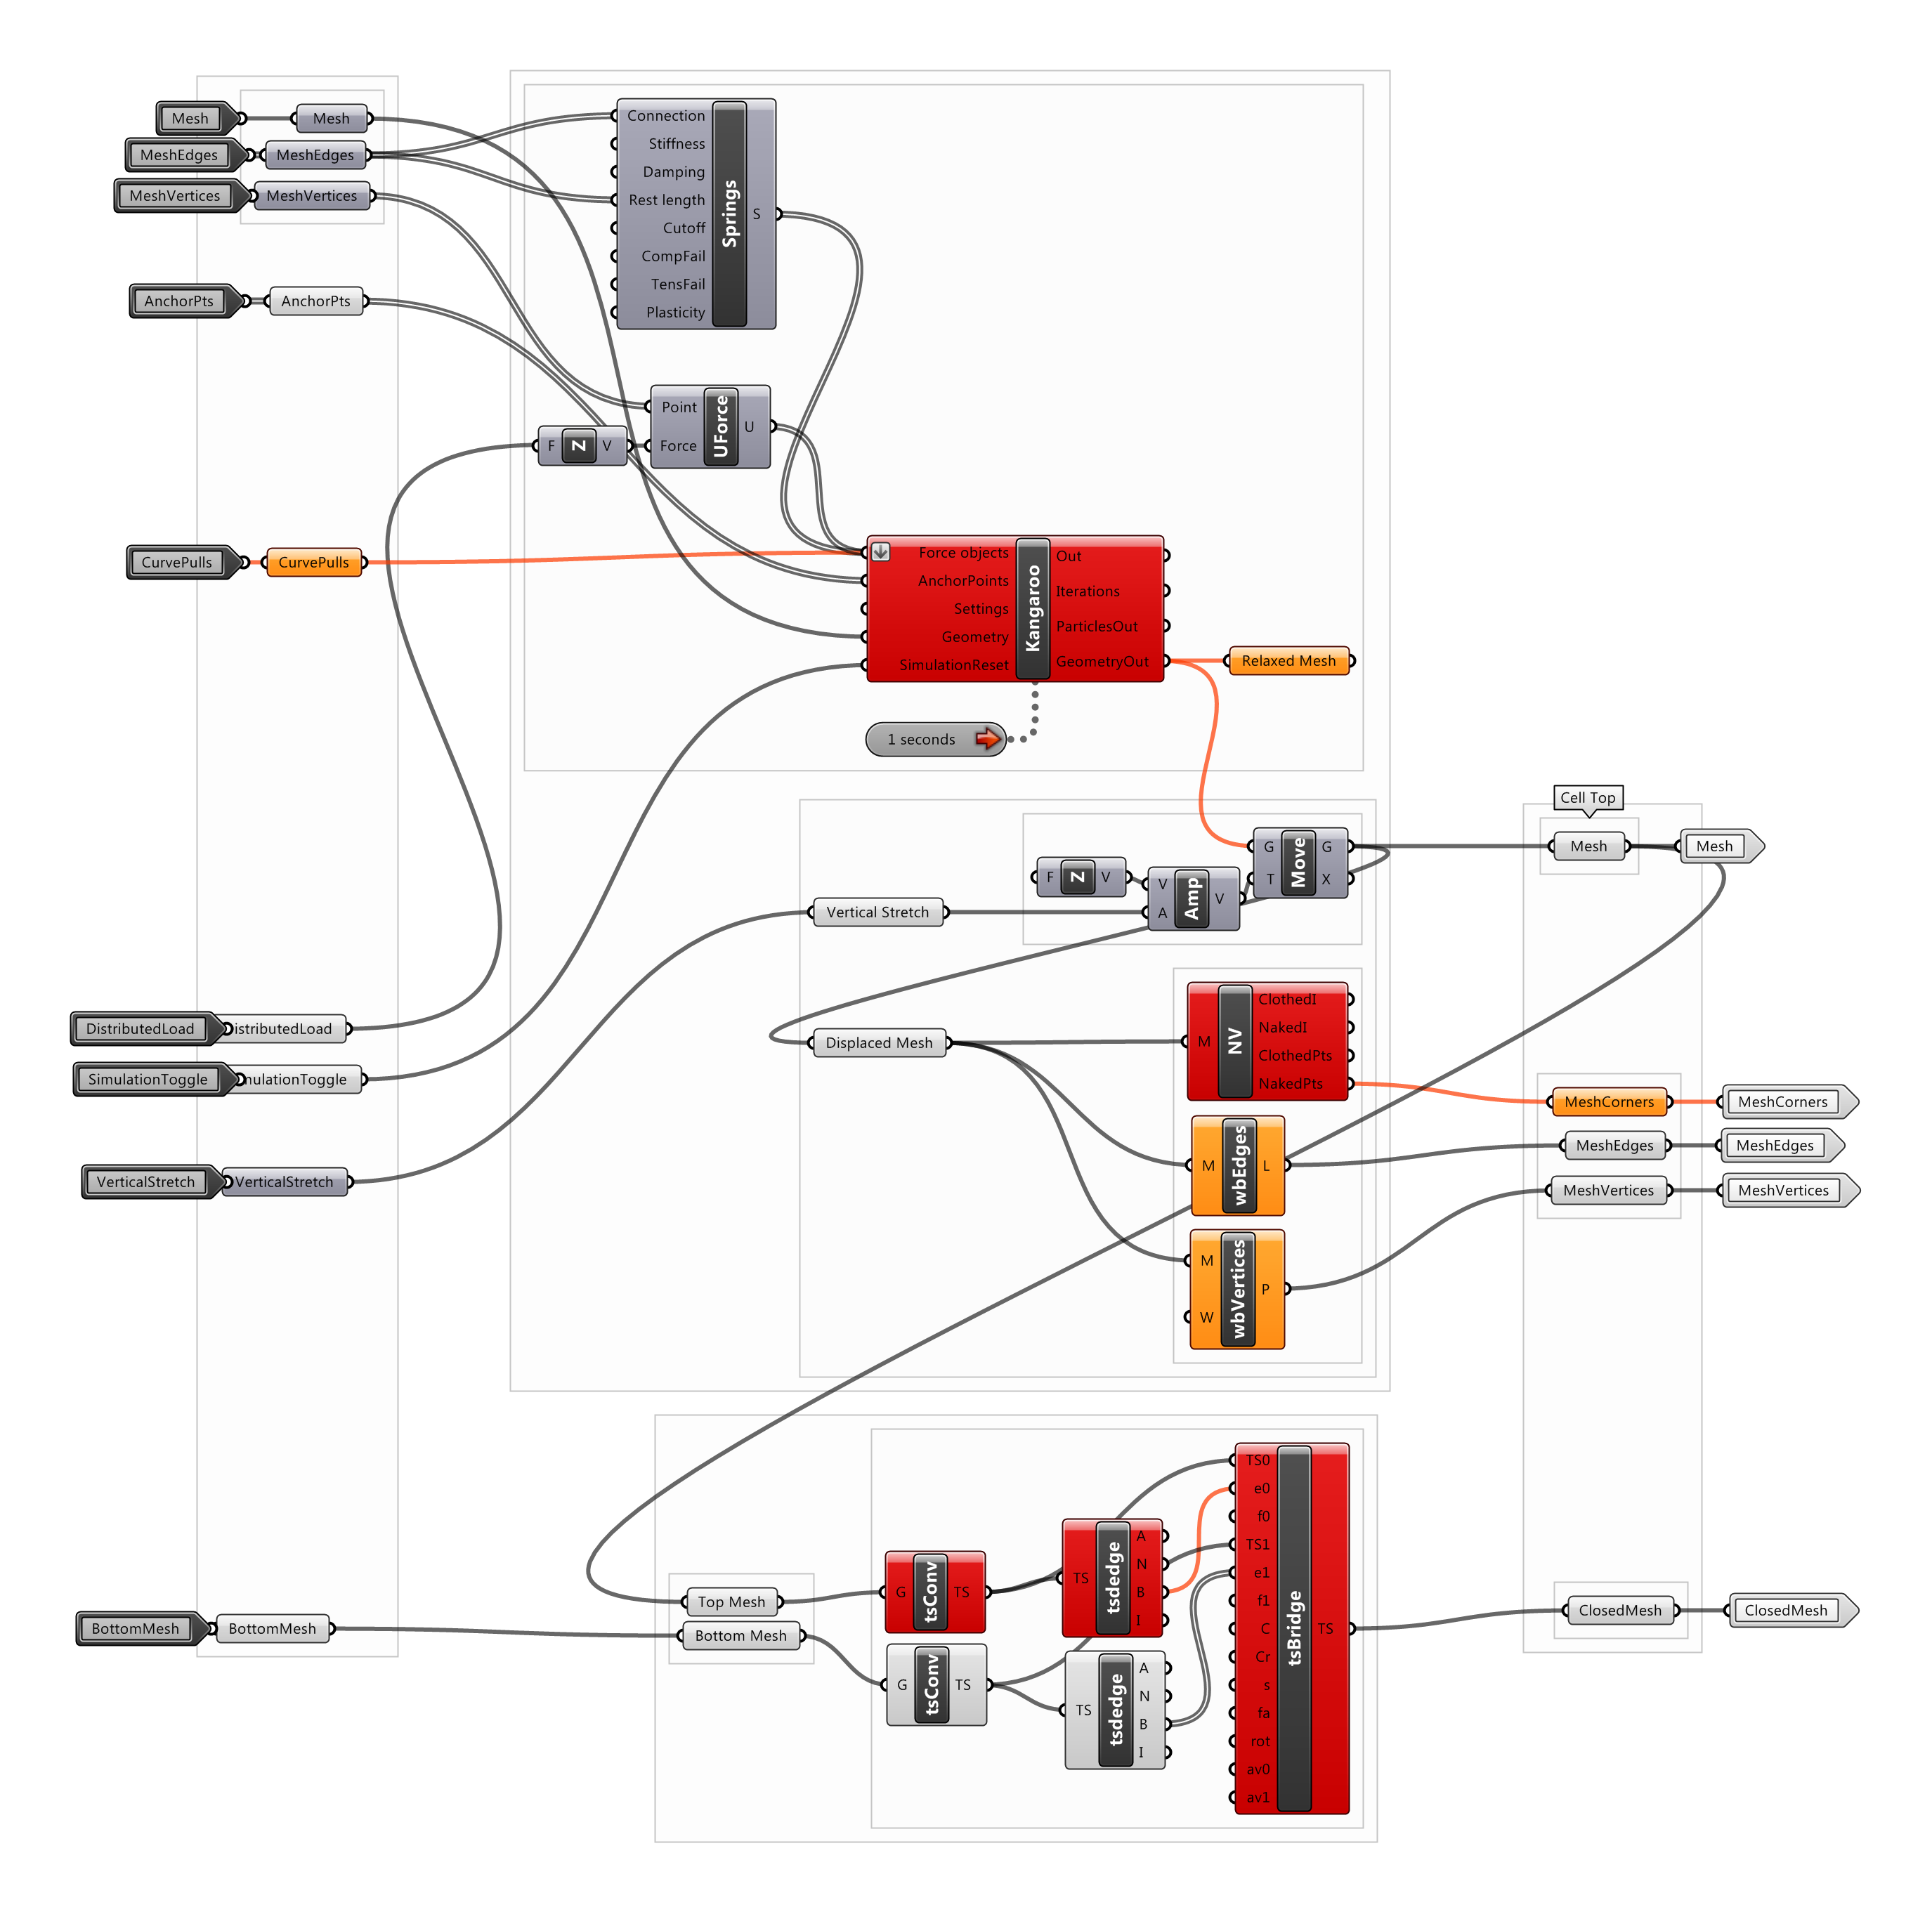 Mesh
Mesh
MeshEdges
MeshEdges
MeshVertices
MeshVertices
AnchorPts
AnchorPts
CurvePulls
CurvePulls
DistributedLoad
istributedLoad
SimulationToggle
nulationToggle
VerticalStretch
VerticalStretch
BottomMesh
BottomMesh
Connection
Stiffness
Damping
Rest length
Cutoff
CompFail
TensFail
Plasticity
Springs
S
F
Z
V
Point
Force
UForce
U
Force objects
AnchorPoints
Settings
Geometry
SimulationReset
Kangaroo
Out
Iterations
ParticlesOut
GeometryOut
Relaxed Mesh
1 seconds
F
Z
V
V
A
Amp
V
G
T
Move
G
X
Vertical Stretch
Displaced Mesh
M
NV
ClothedI
NakedI
ClothedPts
NakedPts
M
wbEdges
L
M
W
wbVertices
P
Cell Top
Mesh
Mesh
MeshCorners
MeshCorners
MeshEdges
MeshEdges
MeshVertices
MeshVertices
Top Mesh
Bottom Mesh
G
tsConv
TS
G
tsConv
TS
TS
tsdedge
A
N
B
I
TS
tsdedge
A
N
B
I
TS0
e0
f0
TS1
e1
f1
C
Cr
s
fa
rot
av0
av1
tsBridge
TS
ClosedMesh
ClosedMesh